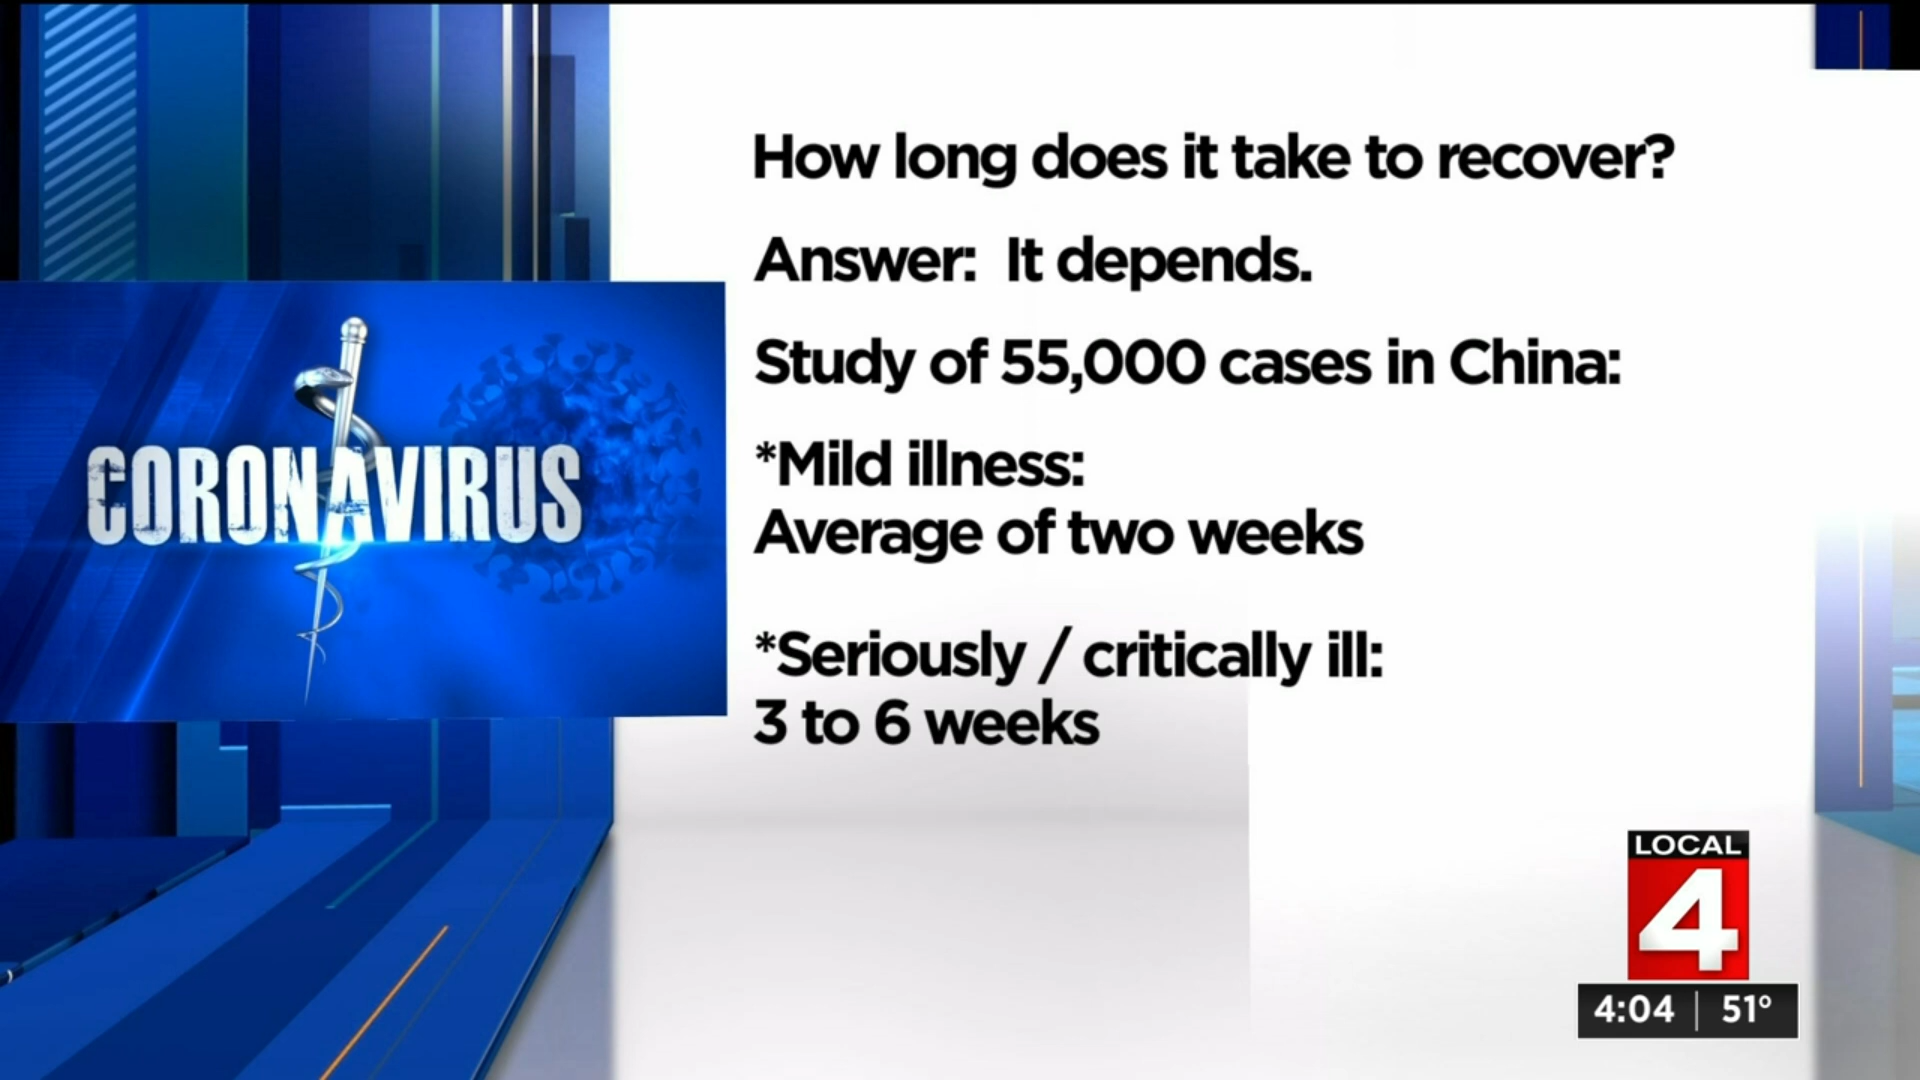 How long does it take to recover?
Answer: It depends.
Study of 55,000 cases in China:
*Mild illness:
Average of two weeks
*Seriously / critically ill:
3 to 6 weeks
CORONAVIRUS
LOCAL
4
4:04 | 51°